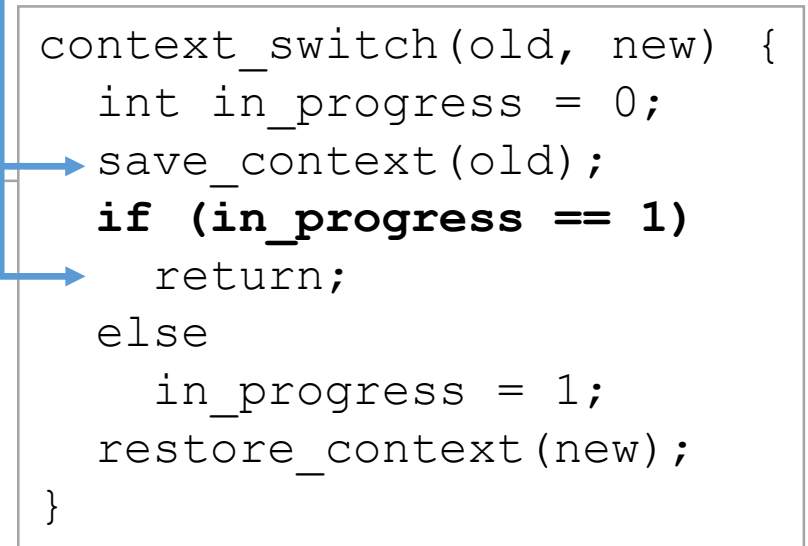 context_switch(old, new) {
  int in_progress = 0;
  save_context(old);
  if (in_progress == 1)
    return;
  else
    in_progress = 1;
  restore_context(new);
}